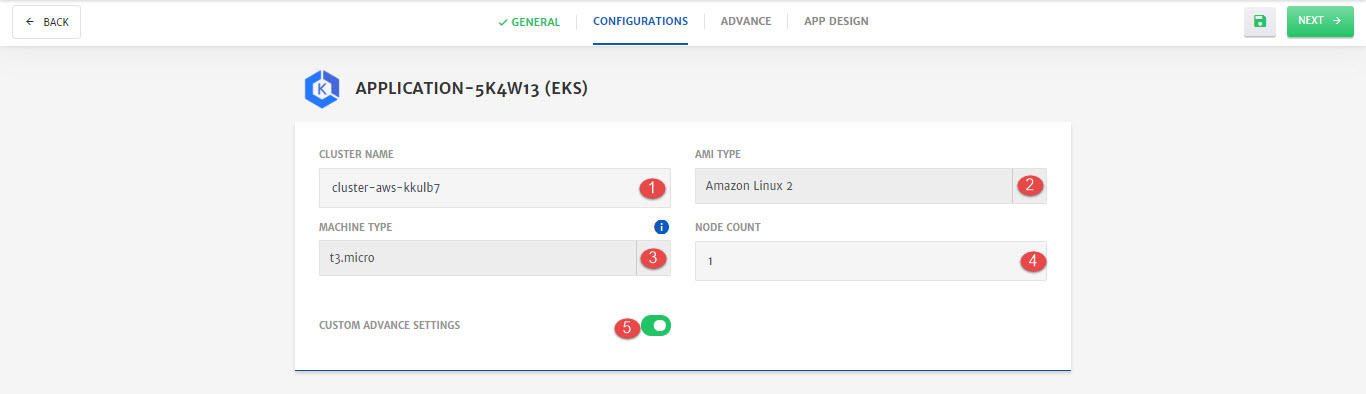 BACK
GENERAL
CONFIGURATIONS
ADVANCE
APP DESIGN
NEXT
K
APPLICATION-5K4W13 (EKS)
CLUSTER NAME
AMI TYPE
cluster-aws-kkulb7
1
Amazon Linux 2
2
MACHINE TYPE
i
NODE COUNT
t3.micro
3
1
4
CUSTOM ADVANCE SETTINGS
5